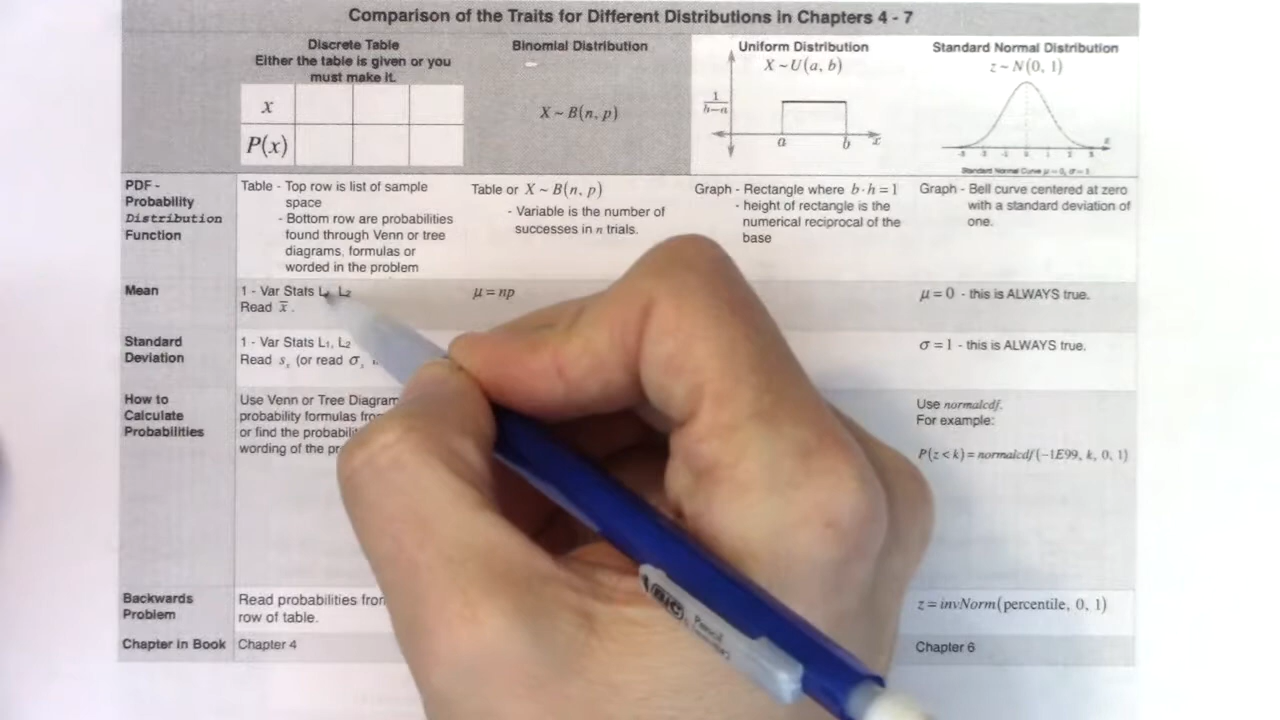 Comparison of the Traits for Different Distributions in Chapters 4 - 7
Discrete Table
Either the table is given or you
must make it.
x
P(x)
Binomial Distribution
X ~ B(n, p)
Uniform Distribution
X ~ U(a, b)
1
b−a
a
b
x
Standard Normal Distribution
z ~ N(0, 1)
Standard Normal Curve μ = 0, σ = 1
PDF -
Probability
Distribution
Function
Table - Top row is list of sample
space
- Bottom row are probabilities
found through Venn or tree
diagrams, formulas or
worded in the problem
Table or X ~ B(n, p)
- Variable is the number of
successes in n trials.
Graph - Rectangle where b · h = 1
- height of rectangle is the
numerical reciprocal of the
base
Graph - Bell curve centered at zero
with a standard deviation of
one.
Mean
1 - Var Stats L₁, L₂
Read x̅ .
μ = np
μ = 0 - this is ALWAYS true.
Standard
Deviation
1 - Var Stats L₁, L₂
Read sₓ (or read σₓ
σ = 1 - this is ALWAYS true.
How to
Calculate
Probabilities
Use Venn or Tree Diagram
probability formulas from
or find the
wording of the
Use normalcdf.
For example:
P(z < k) = normalcdf(−1E99, k, 0, 1)
Backwards
Problem
Read probabilities from
row of table.
z = invNorm(percentile, 0, 1)
Chapter in Book
Chapter 4
Chapter 6
BIC
Pencil